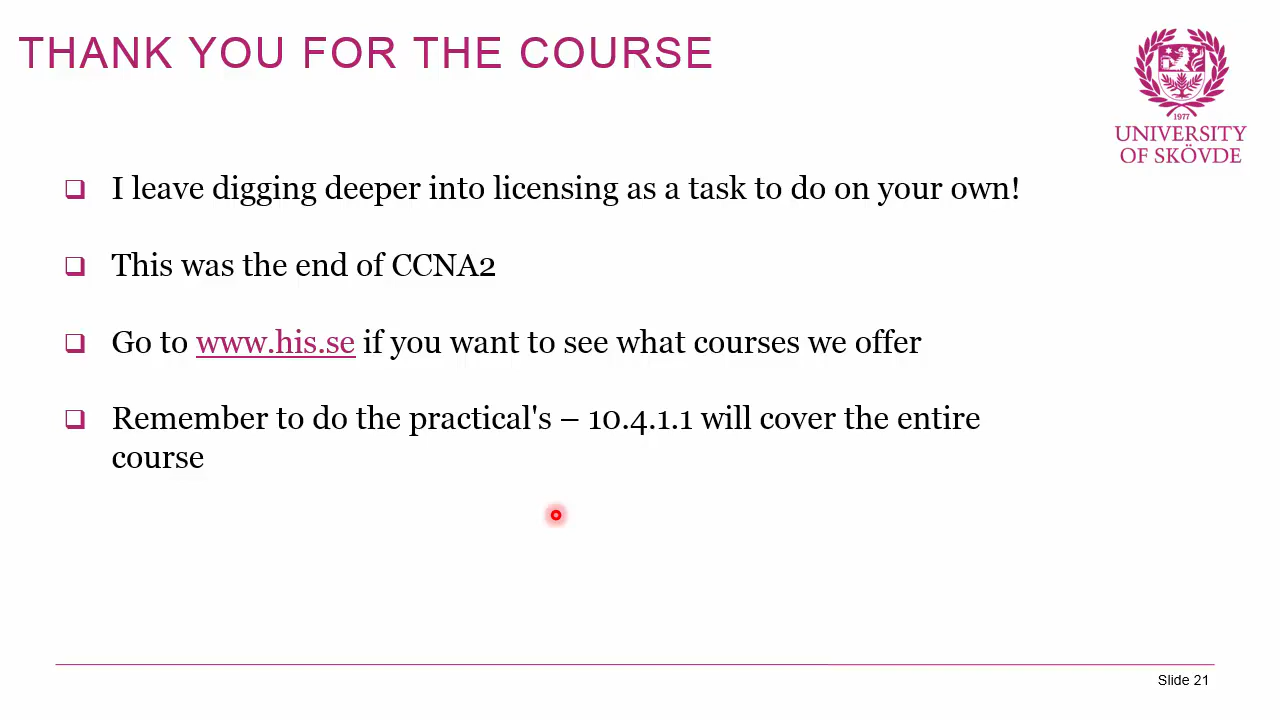 THANK YOU FOR THE COURSE
1977
UNIVERSITY
OF SKÖVDE
I leave digging deeper into licensing as a task to do on your own!
This was the end of CCNA2
Go to www.his.se if you want to see what courses we offer
Remember to do the practical's – 10.4.1.1 will cover the entire
course
Slide 21